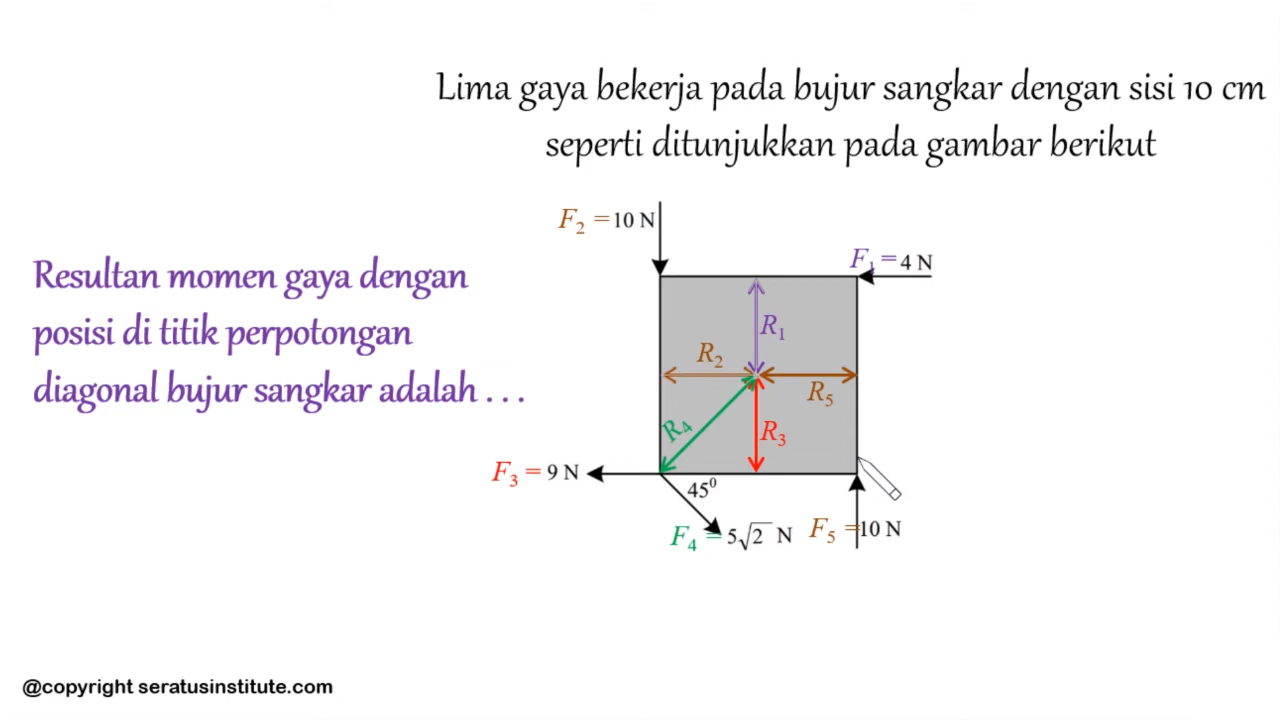 Lima gaya bekerja pada bujur sangkar dengan sisi 10 cm
seperti ditunjukkan pada gambar berikut
Resultan momen gaya dengan
posisi di titik perpotongan
diagonal bujur sangkar adalah . . .
F₂ = 10 N
F₁ = 4 N
R₁
R₂
R₅
R₄
R₃
F₃ = 9 N
45⁰
F₄ = 5√2 N
F₅ = 10 N
@copyright seratusinstitute.com